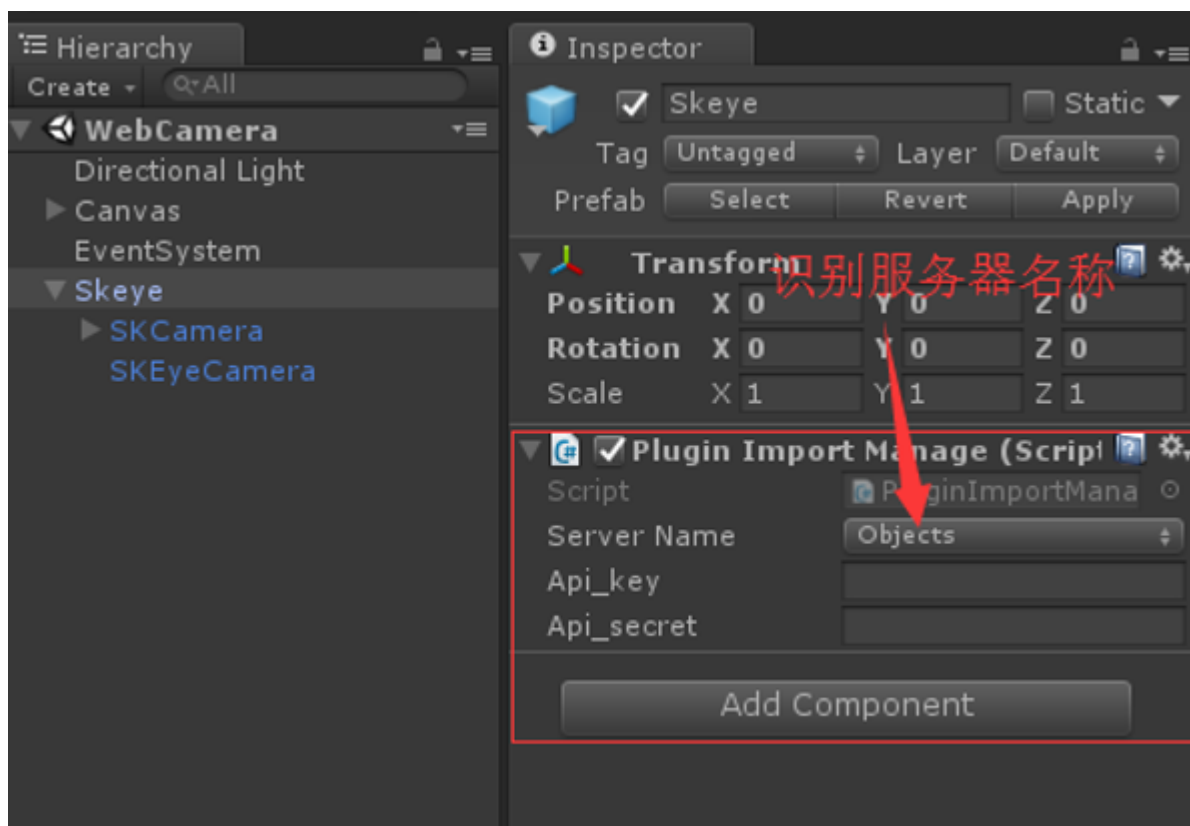 Hierarchy
Create All
WebCamera
Directional Light
Canvas
EventSystem
Skeye
SKCamera
SKEyeCamera
Inspector
Skeye Static
Tag Untagged Layer Default
Prefab Select Revert Apply
Transform
识别服务器名称
Position X 0 Y 0 Z 0
Rotation X 0 Y 0 Z 0
Scale X 1 Y 1 Z 1
Plugin Import Manage (Script
Script PluginImportMana
Server Name Objects
Api_key
Api_secret
Add Component